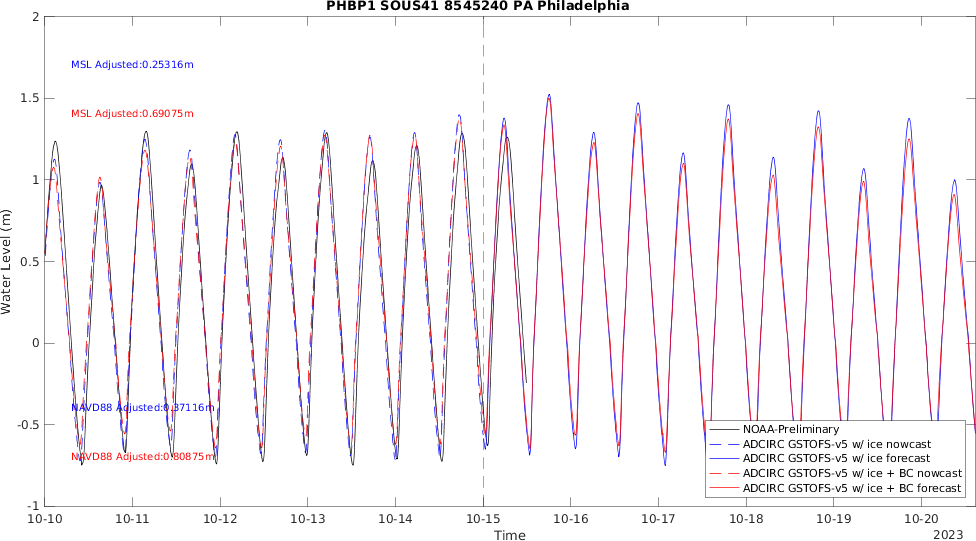 PHBP1 SOUS41 8545240 PA Philadelphia
2
1.5
1
0.5
0
-0.5
-1
Water Level (m)
MSL Adjusted:0.25316m
MSL Adjusted:0.69075m
NAVD88 Adjusted:0.37116m
NAVD88 Adjusted:0.80875m
NOAA-Preliminary
ADCIRC GSTOFS-v5 w/ ice nowcast
ADCIRC GSTOFS-v5 w/ ice forecast
ADCIRC GSTOFS-v5 w/ ice + BC nowcast
ADCIRC GSTOFS-v5 w/ ice + BC forecast
10-10 10-11 10-12 10-13 10-14 10-15 10-16 10-17 10-18 10-19 10-20
Time
2023